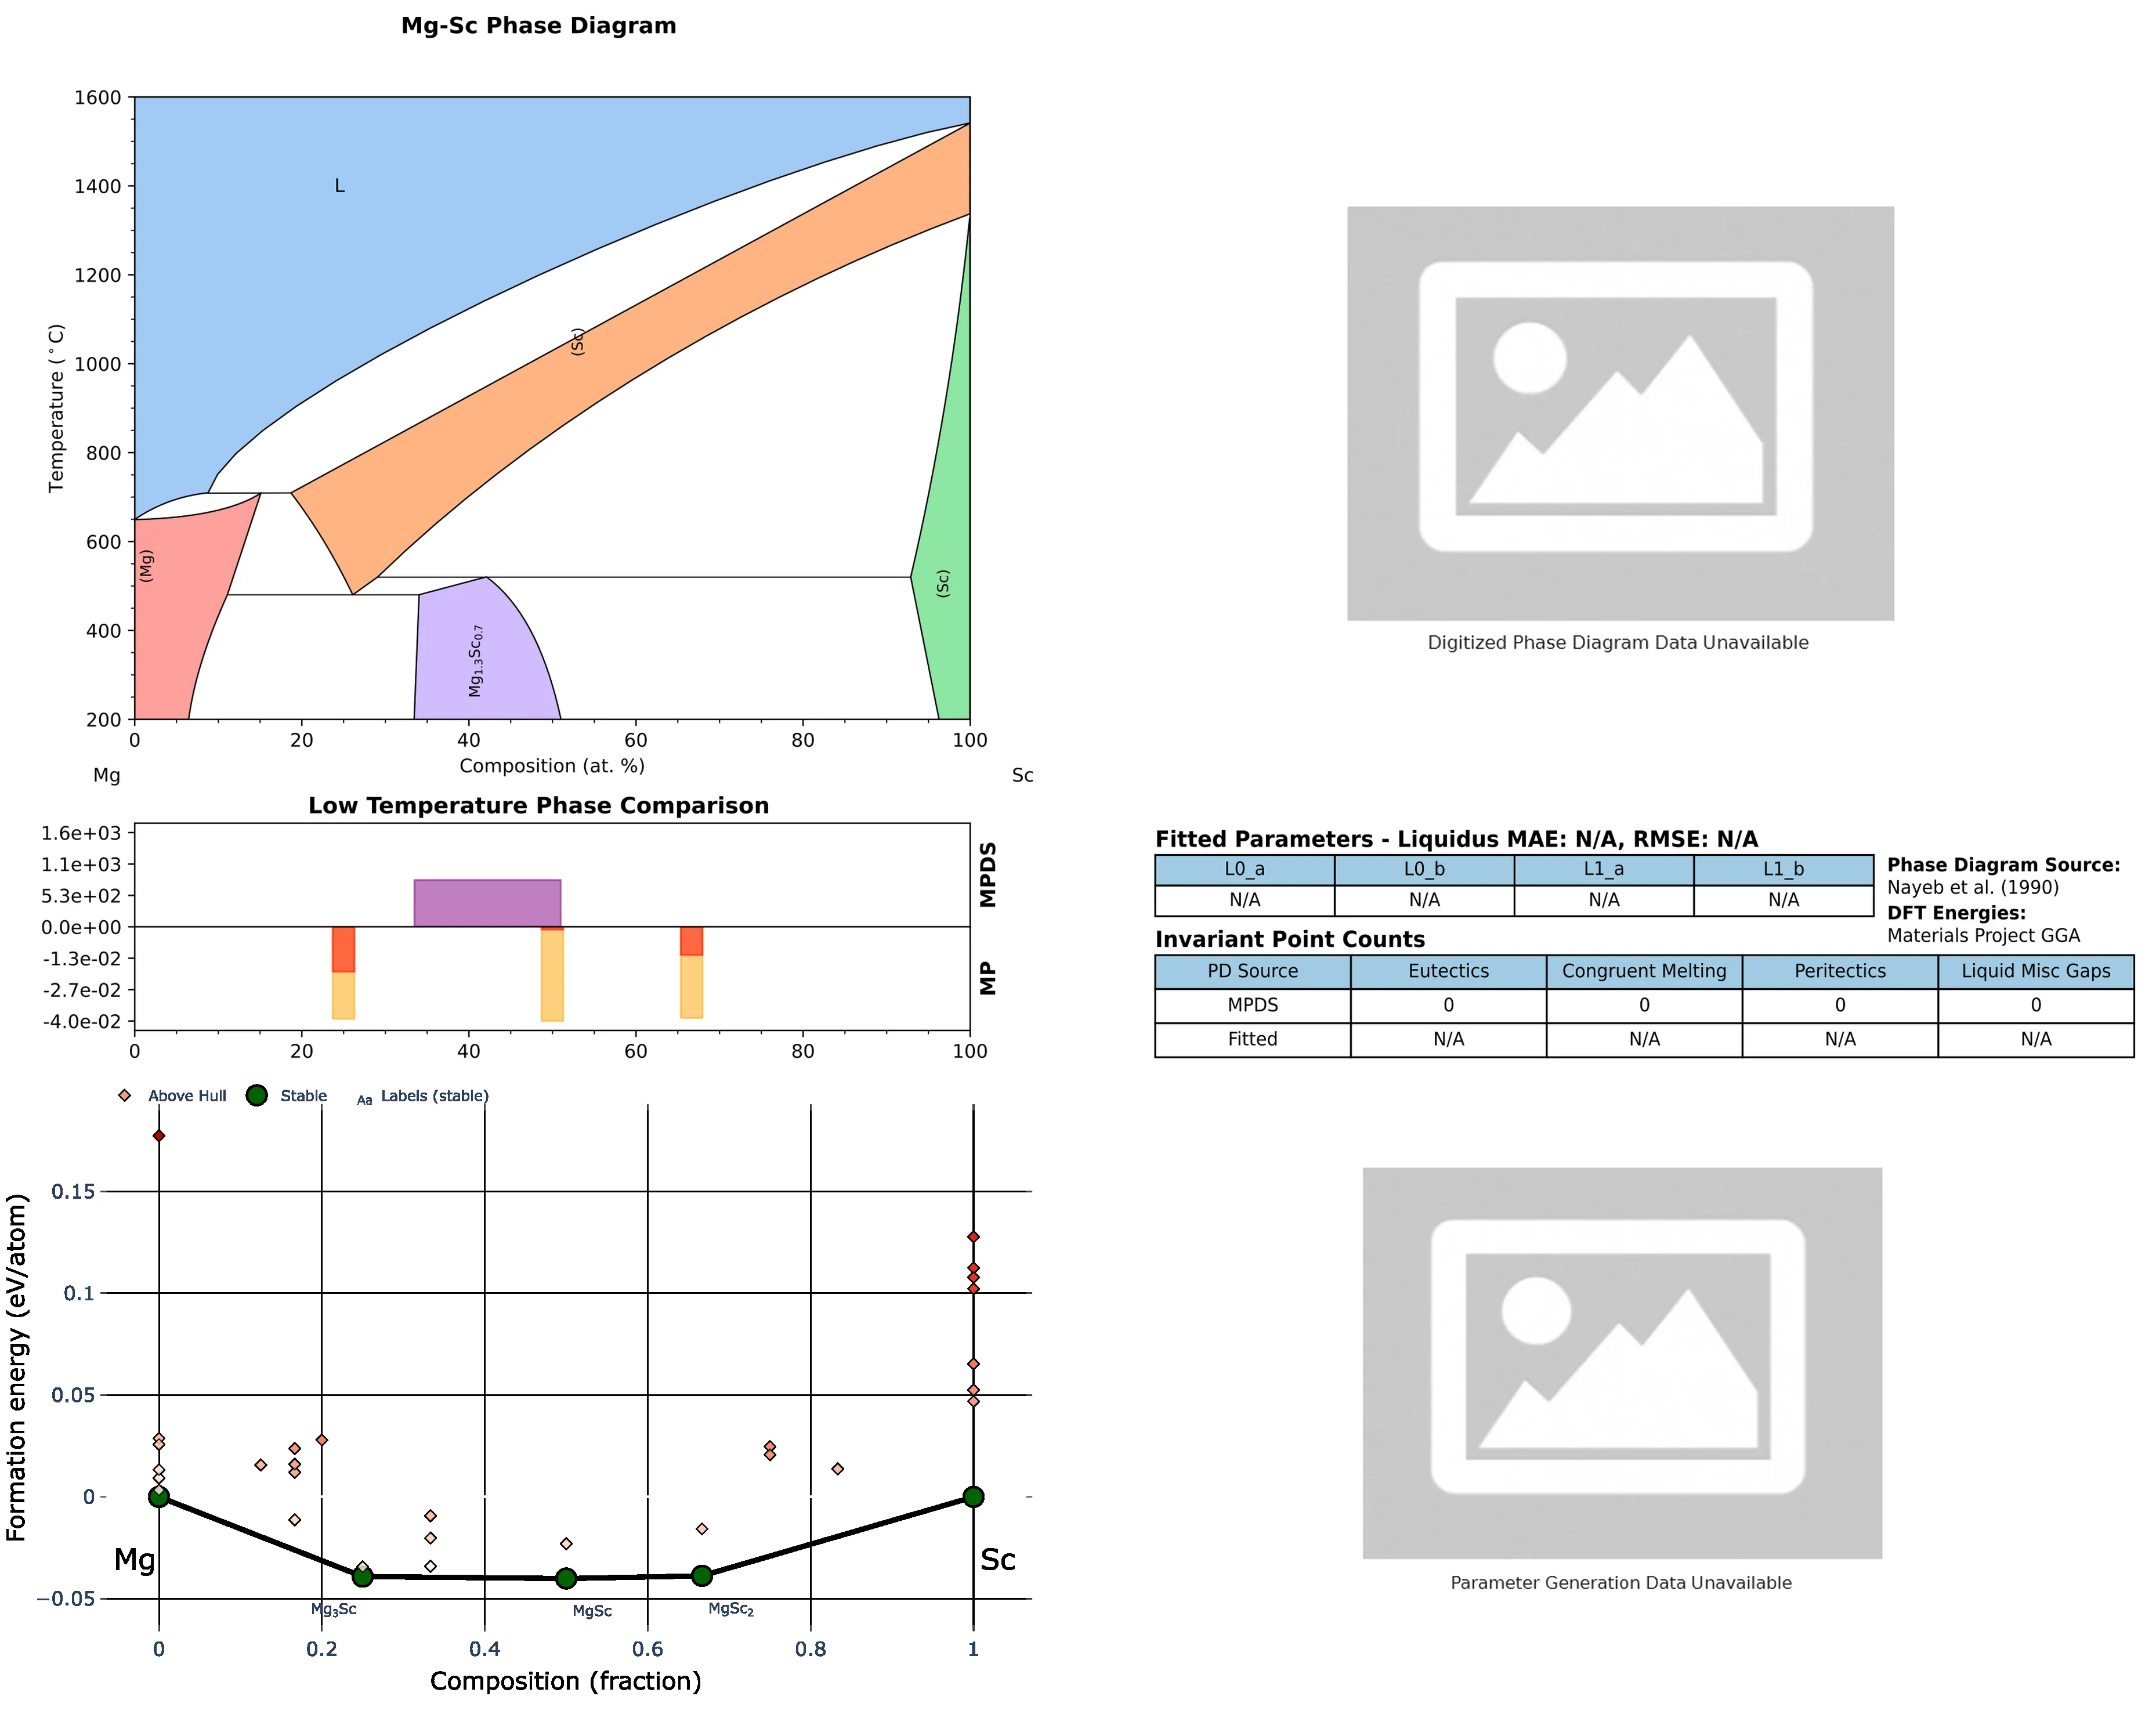 Mg-Sc Phase Diagram
1600
1400
1200
1000
800
600
400
200
Temperature (°C)
L
(Sc)
(Mg)
(Sc)
Mg1.3Sc0.7
0 20 40 60 80 100
Composition (at. %)
Mg Sc
Digitized Phase Diagram Data Unavailable
Low Temperature Phase Comparison
1.6e+03
1.1e+03
5.3e+02
0.0e+00
-1.3e-02
-2.7e-02
-4.0e-02
MPDS
MP
0 20 40 60 80 100
Fitted Parameters - Liquidus MAE: N/A, RMSE: N/A
L0_a L0_b L1_a L1_b
N/A N/A N/A N/A
Phase Diagram Source:
Nayeb et al. (1990)
DFT Energies:
Materials Project GGA
Invariant Point Counts
PD Source Eutectics Congruent Melting Peritectics Liquid Misc Gaps
MPDS 0 0 0 0
Fitted N/A N/A N/A N/A
Above Hull Stable Aa Labels (stable)
0.15
0.1
0.05
0
−0.05
Formation energy (eV/atom)
Mg Sc
Mg3Sc MgSc MgSc2
0 0.2 0.4 0.6 0.8 1
Composition (fraction)
Parameter Generation Data Unavailable